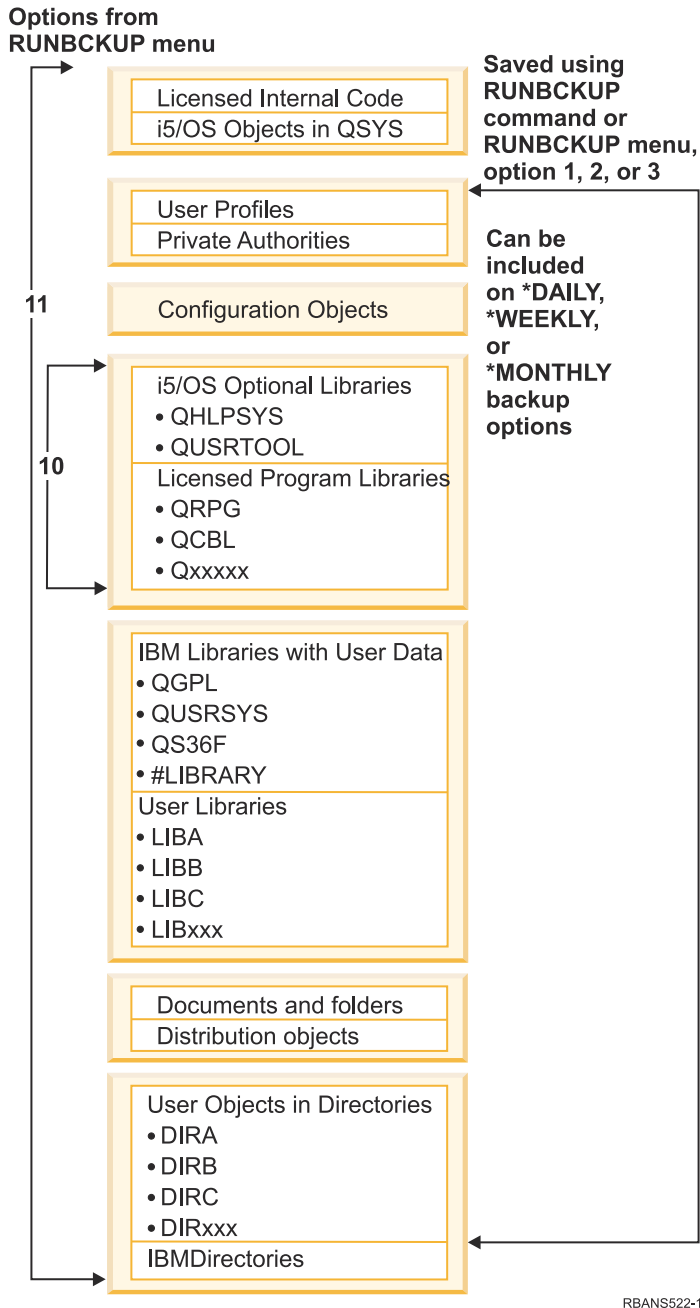 Options from
RUNBCKUP menu
Licensed Internal Code
i5/OS Objects in QSYS
Saved using
RUNBCKUP
command or
RUNBCKUP menu,
option 1, 2, or 3
User Profiles
Private Authorities
Can be
included
on *DAILY,
*WEEKLY,
or
*MONTHLY
backup
options
11
Configuration Objects
10
i5/OS Optional Libraries
• QHLPSYS
• QUSRTOOL
Licensed Program Libraries
• QRPG
• QCBL
• Qxxxxx
IBM Libraries with User Data
• QGPL
• QUSRSYS
• QS36F
• #LIBRARY
User Libraries
• LIBA
• LIBB
• LIBC
• LIBxxx
Documents and folders
Distribution objects
User Objects in Directories
• DIRA
• DIRB
• DIRC
• DIRxxx
IBMDirectories
RBANS522-1